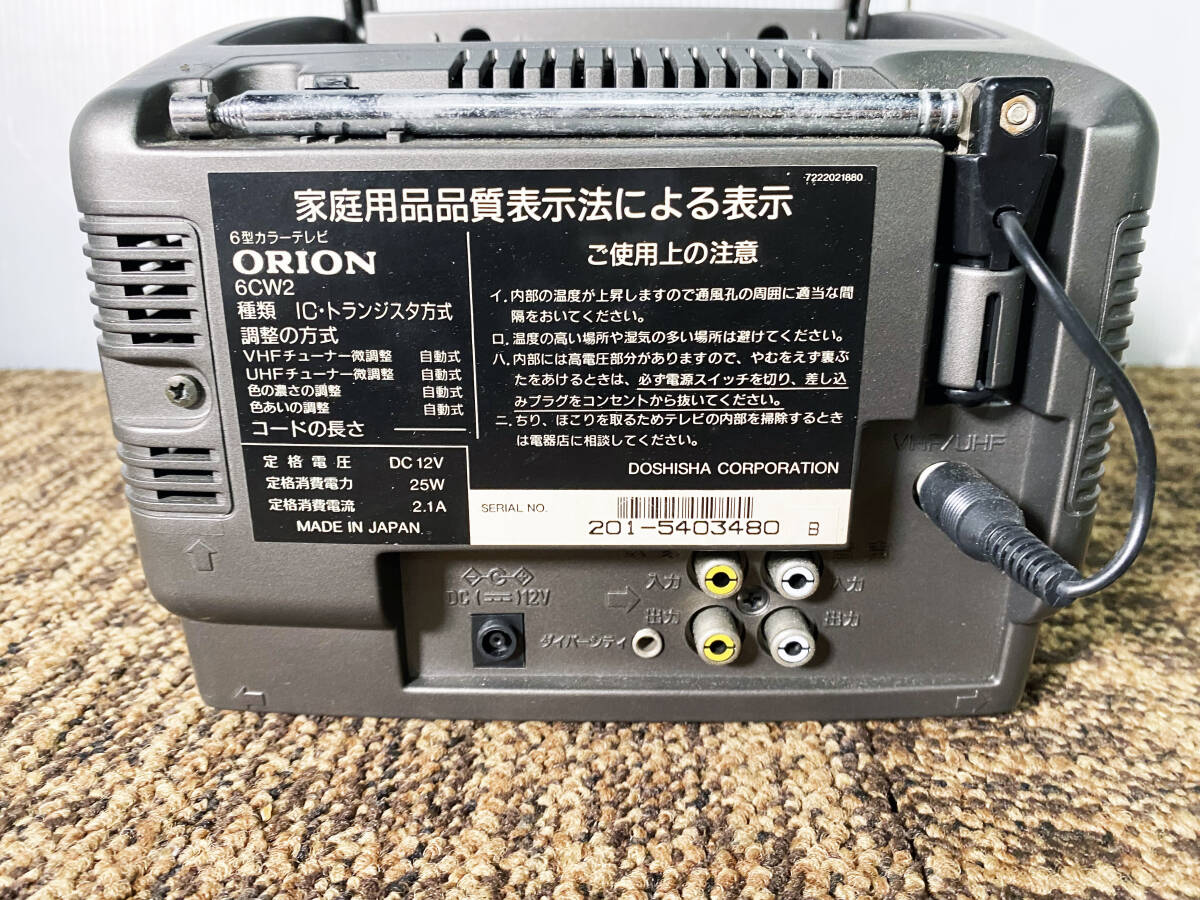 7222021880
家庭用品品質表示法による表示
6型カラーテレビ
ORION
6CW2
種類 IC・トランジスタ方式
調整の方式
VHFチューナー微調整 自動式
UHFチューナー微調整 自動式
色の濃さの調整 自動式
色あいの調整 自動式
コードの長さ
定格電圧 DC 12V
定格消費電力 25W
定格消費電流 2.1A
MADE IN JAPAN.
ご使用上の注意
イ.内部の温度が上昇しますので通風孔の周囲に適当な間
隔をおいてください。
ロ.温度の高い場所や湿気の多い場所は避けてください。
ハ.内部には高電圧部分がありますので、やむをえず裏ぶ
たをあけるときは、必ず電源スイッチを切り、差し込
みプラグをコンセントから抜いてください。
ニ.ちり、ほこりを取るためテレビの内部を掃除するとき
は電器店に相談してください。
DOSHISHA CORPORATION
SERIAL NO.
201-5403480 B
VHF/UHF
入力 入力
DC 12V
出力 出力
ダイバーシティ